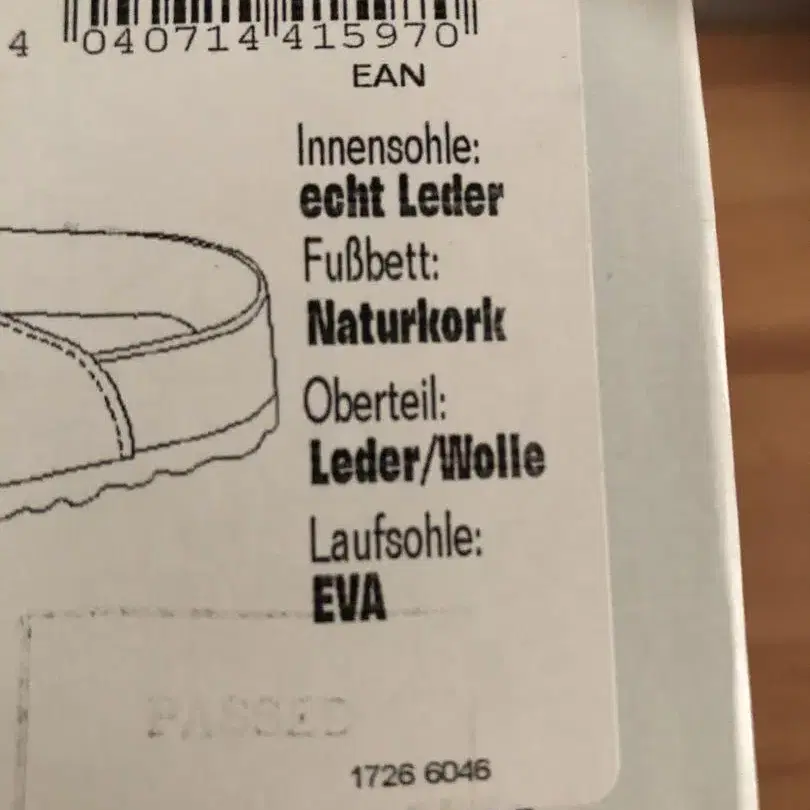 4 040714 415970
EAN
Innensohle:
echt Leder
Fußbett:
Naturkork
Oberteil:
Leder/Wolle
Laufsohle:
EVA
PASSED
1726 6046